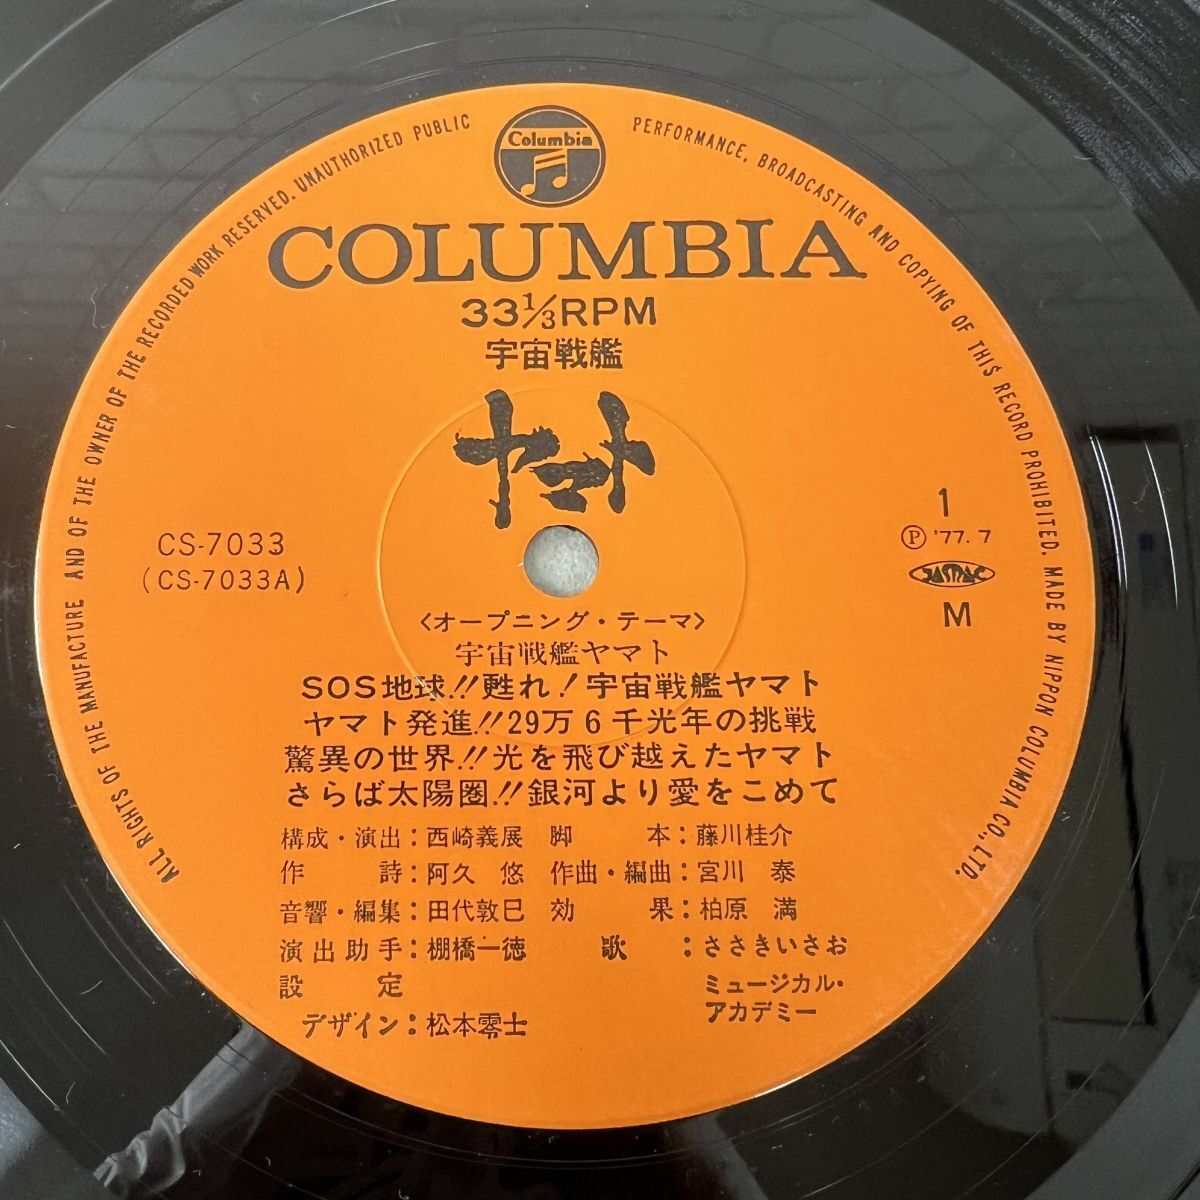 ALL RIGHTS OF THE MANUFACTURE AND OF THE OWNER OF THE RECORDED WORK RESERVED. UNAUTHORIZED PUBLIC PERFORMANCE, BROADCASTING AND COPYING OF THIS RECORD PROHIBITED. MADE BY NIPPON COLUMBIA CO., LTD.
Columbia
COLUMBIA
33 1/3 RPM
宇宙戦艦
ヤマト
CS-7033
(CS-7033A)
1
Ⓟ '77. 7
JASRAC
M
〈オープニング・テーマ〉
宇宙戦艦ヤマト
SOS地球!!甦れ!宇宙戦艦ヤマト
ヤマト発進!!29万6千光年の挑戦
驚異の世界!!光を飛び越えたヤマト
さらば太陽圏!!銀河より愛をこめて
構成・演出:西崎義展 脚本:藤川桂介
作詩:阿久 悠 作曲・編曲:宮川 泰
音響・編集:田代敦巳 効果:柏原 満
演出助手:棚橋一徳 歌:ささきいさお
設定 ミュージカル・
アカデミー
デザイン:松本零士